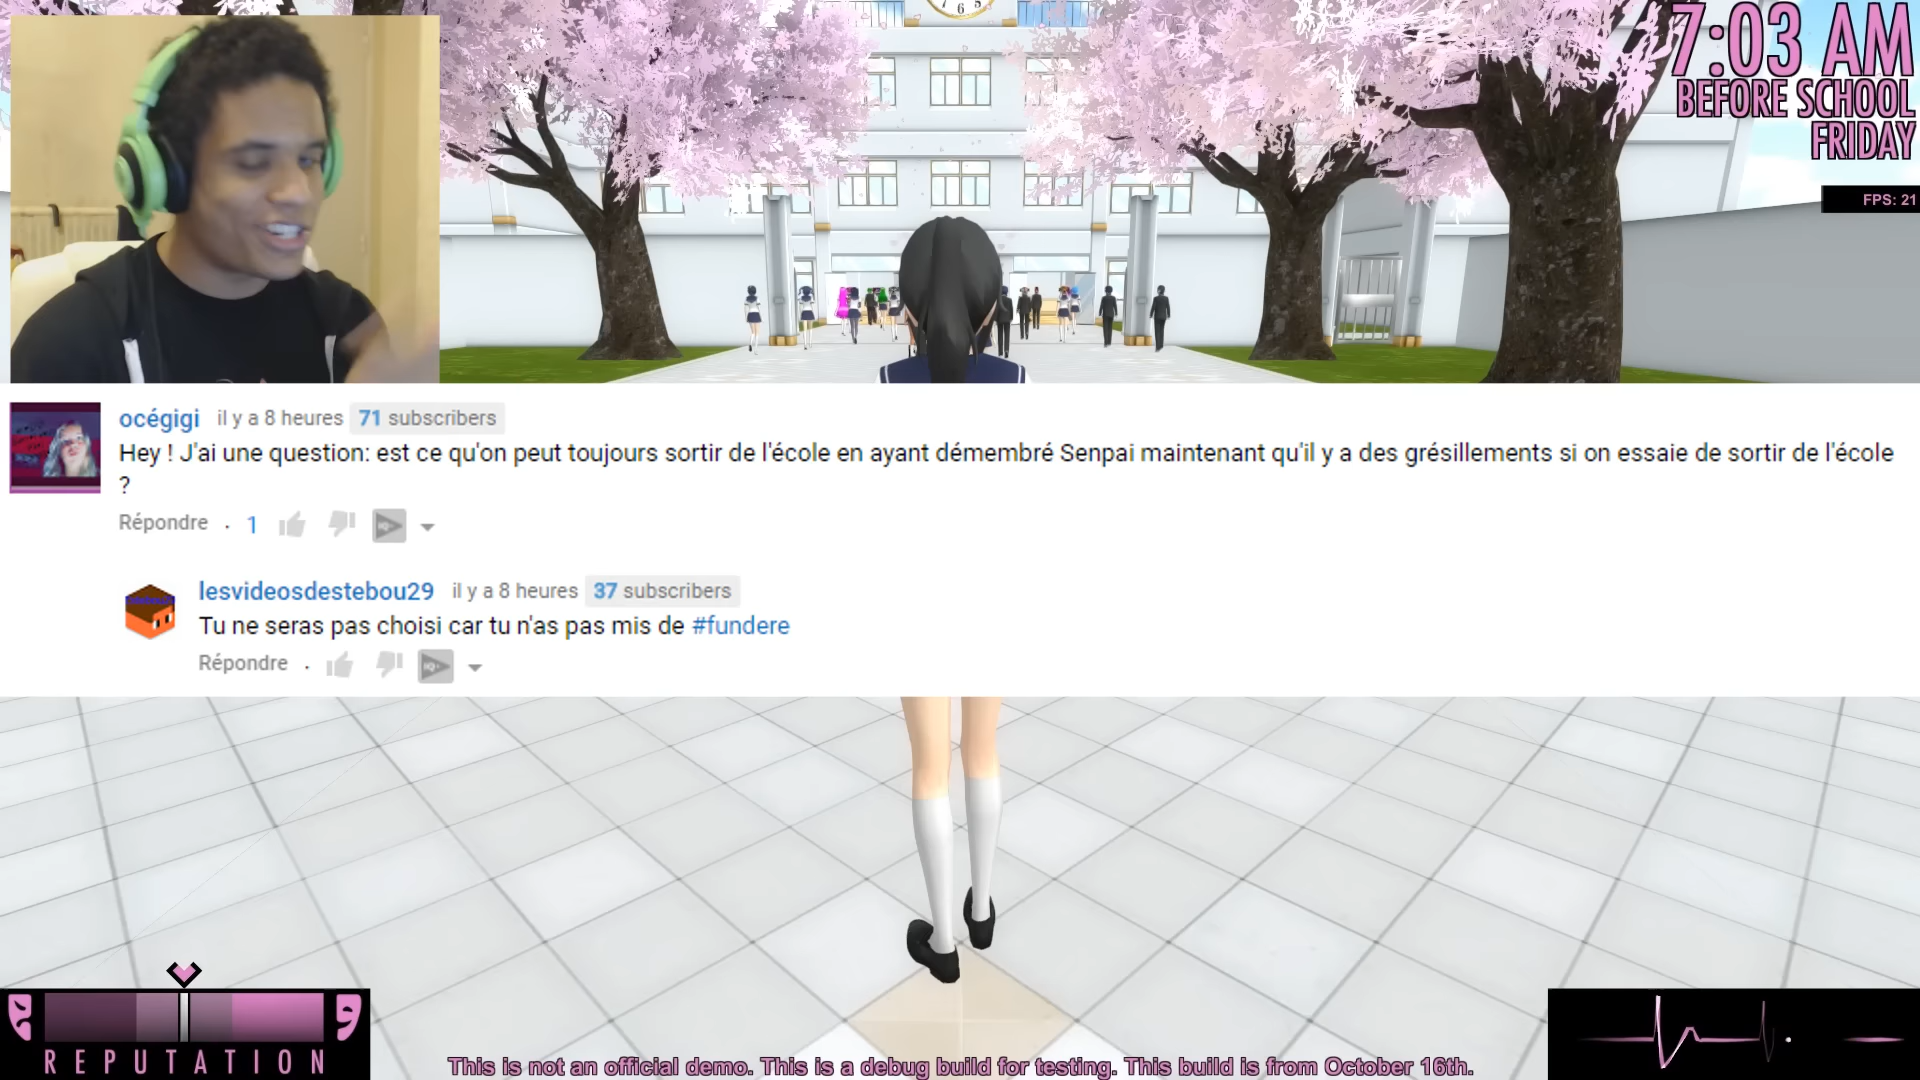 7:03 AM
BEFORE SCHOOL
FRIDAY
FPS: 21
océgigi il y a 8 heures 71 subscribers
Hey ! J'ai une question: est ce qu'on peut toujours sortir de l'école en ayant démembré Senpai maintenant qu'il y a des grésillements si on essaie de sortir de l'école
?
Répondre · 1
lesvideosdestebou29 il y a 8 heures 37 subscribers
Tu ne seras pas choisi car tu n'as pas mis de #fundere
Répondre ·
REPUTATION
This is not an official demo. This is a debug build for testing. This build is from October 16th.